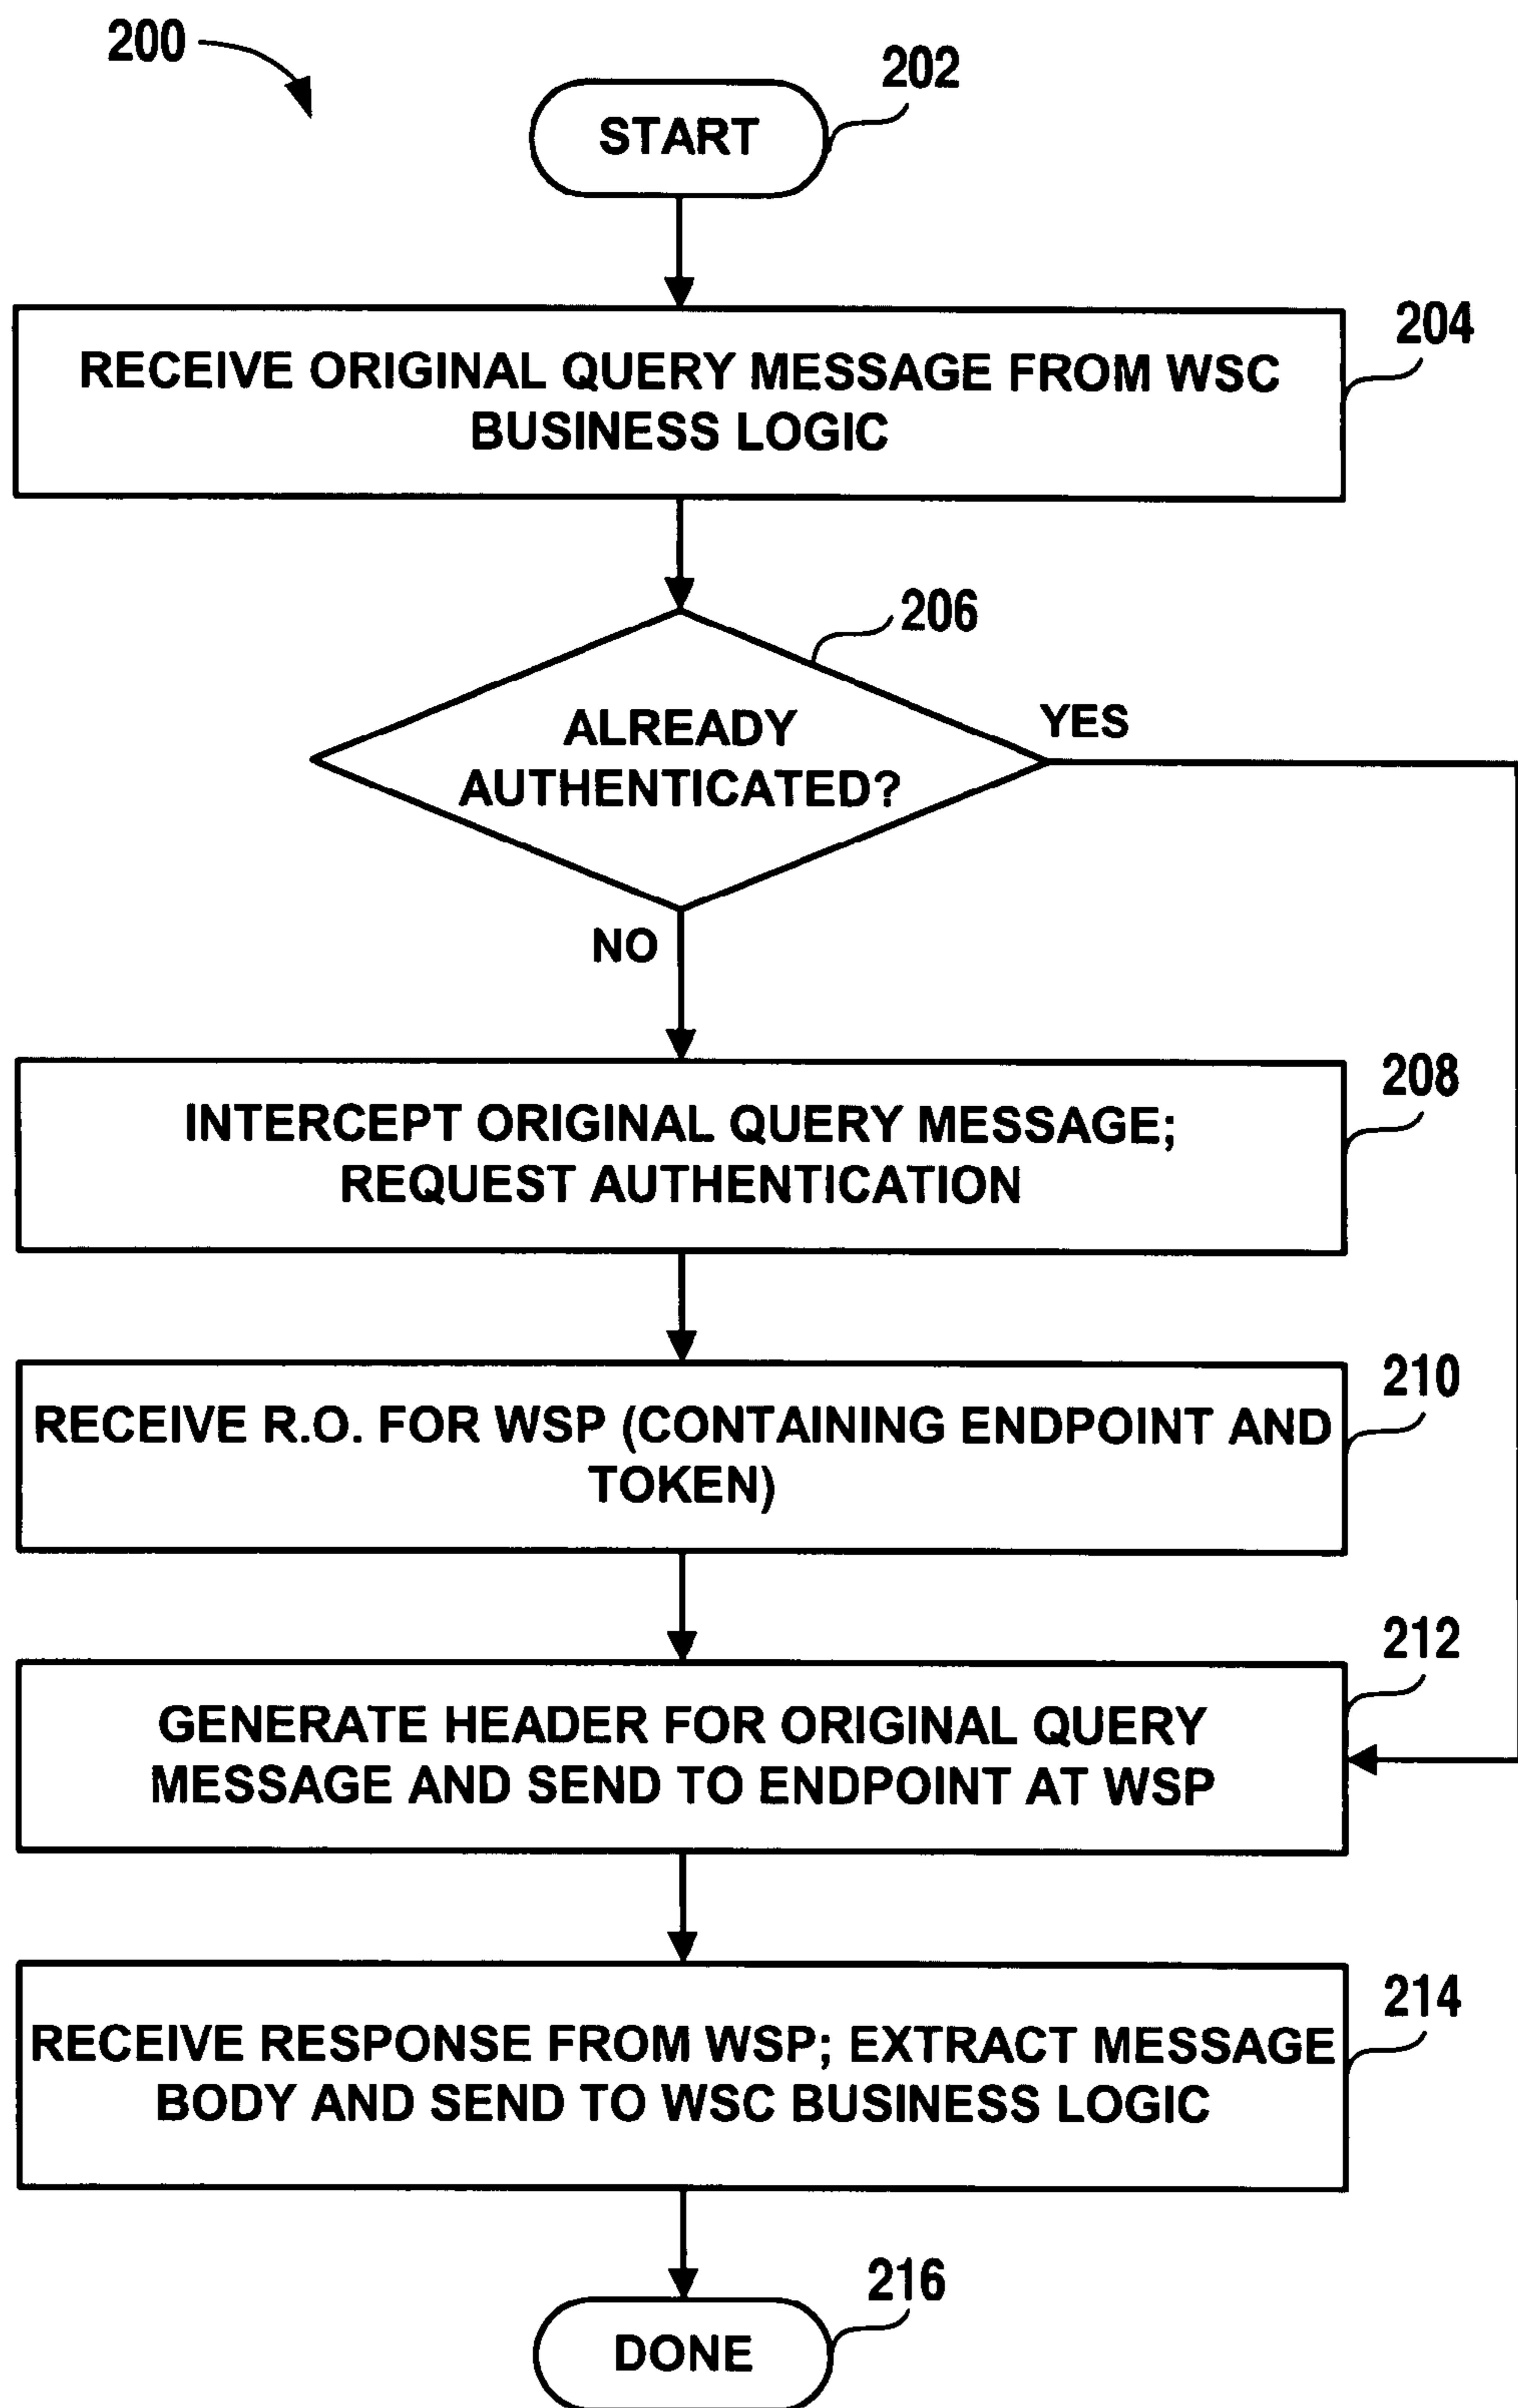 200
202
START
204
RECEIVE ORIGINAL QUERY MESSAGE FROM WSC
BUSINESS LOGIC
206
ALREADY
AUTHENTICATED?
YES
NO
208
INTERCEPT ORIGINAL QUERY MESSAGE;
REQUEST AUTHENTICATION
210
RECEIVE R.O. FOR WSP (CONTAINING ENDPOINT AND
TOKEN)
212
GENERATE HEADER FOR ORIGINAL QUERY
MESSAGE AND SEND TO ENDPOINT AT WSP
214
RECEIVE RESPONSE FROM WSP; EXTRACT MESSAGE
BODY AND SEND TO WSC BUSINESS LOGIC
216
DONE